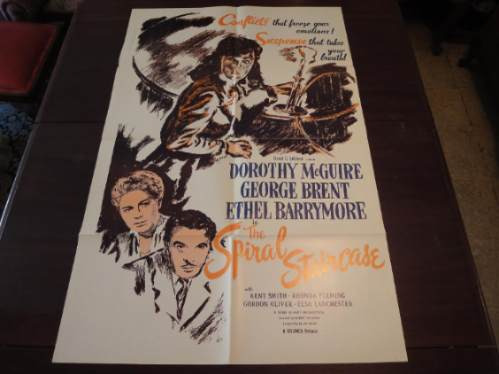 Conflicts that freeze your
emotions!
Suspense that takes
your breath!
DOROTHY McGUIRE
GEORGE BRENT
ETHEL BARRYMORE
in
The
Spiral
Staircase
with
KENT SMITH · RHONDA FLEMING
GORDON OLIVER · ELSA LANCHESTER